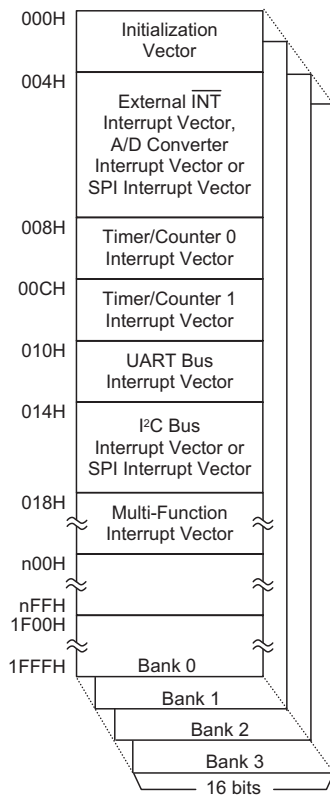 000H
Initialization
Vector
004H
External INT
Interrupt Vector,
A/D Converter
Interrupt Vector or
SPI Interrupt Vector
008H
Timer/Counter 0
Interrupt Vector
00CH
Timer/Counter 1
Interrupt Vector
010H
UART Bus
Interrupt Vector
014H
I²C Bus
Interrupt Vector or
SPI Interrupt Vector
018H
Multi-Function
Interrupt Vector
n00H
nFFH
1F00H
1FFFH
Bank 0
Bank 1
Bank 2
Bank 3
16 bits